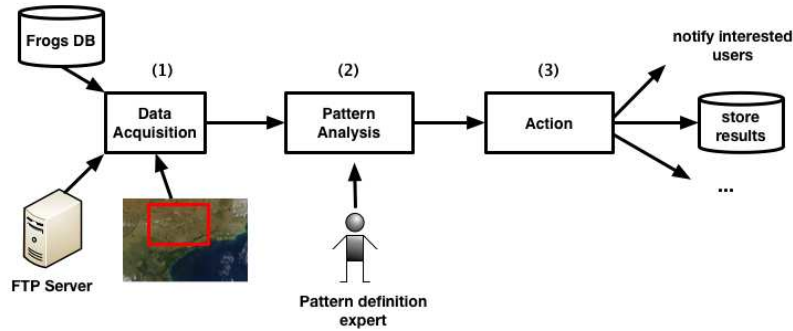 Frogs DB
(1)
(2)
(3)
notify interested
users
Data
Acquisition
Pattern
Analysis
Action
store
results
...
FTP Server
Pattern definition
expert